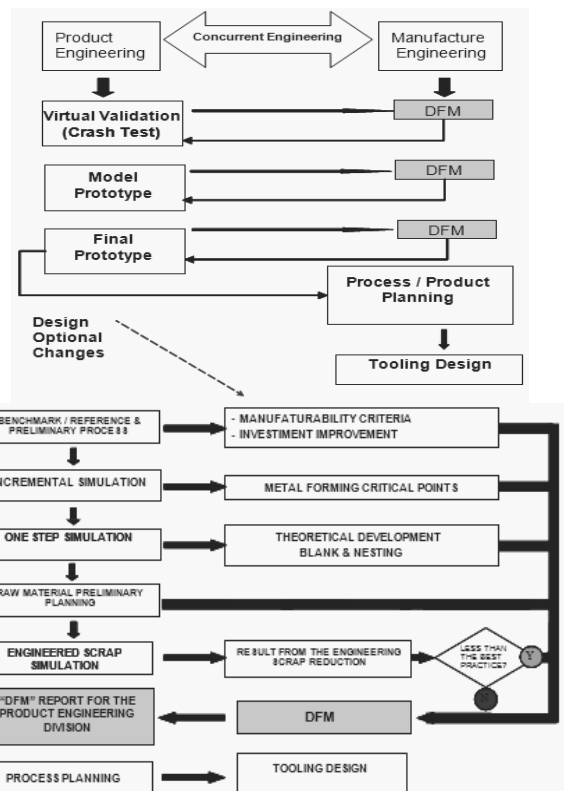 Product
Engineering
Concurrent Engineering
Manufacture
Engineering
Virtual Validation
(Crash Test)
DFM
Model
Prototype
DFM
Final
Prototype
DFM
Process / Product
Planning
Design
Optional
Changes
Tooling Design
BENCHMARK / REFERENCE &
PRELIMINARY PROCESS
- MANUFATURABILITY CRITERIA
- INVESTIMENT IMPROVEMENT
NCREMENTAL SIMULATION
METAL FORMING CRITICAL POINTS
ONE STEP SIMULATION
THEORETICAL DEVELOPMENT
BLANK & NESTING
RAW MATERIAL PRELIMINARY
PLANNING
ENGINEERED SCRAP
SIMULATION
RESULT FROM THE ENGINEERING
SCRAP REDUCTION
LESS THAN
THE BEST
PRACTICE?
Y
N
"DFM" REPORT FOR THE
PRODUCT ENGINEERING
DIVISION
DFM
PROCESS PLANNING
TOOLING DESIGN